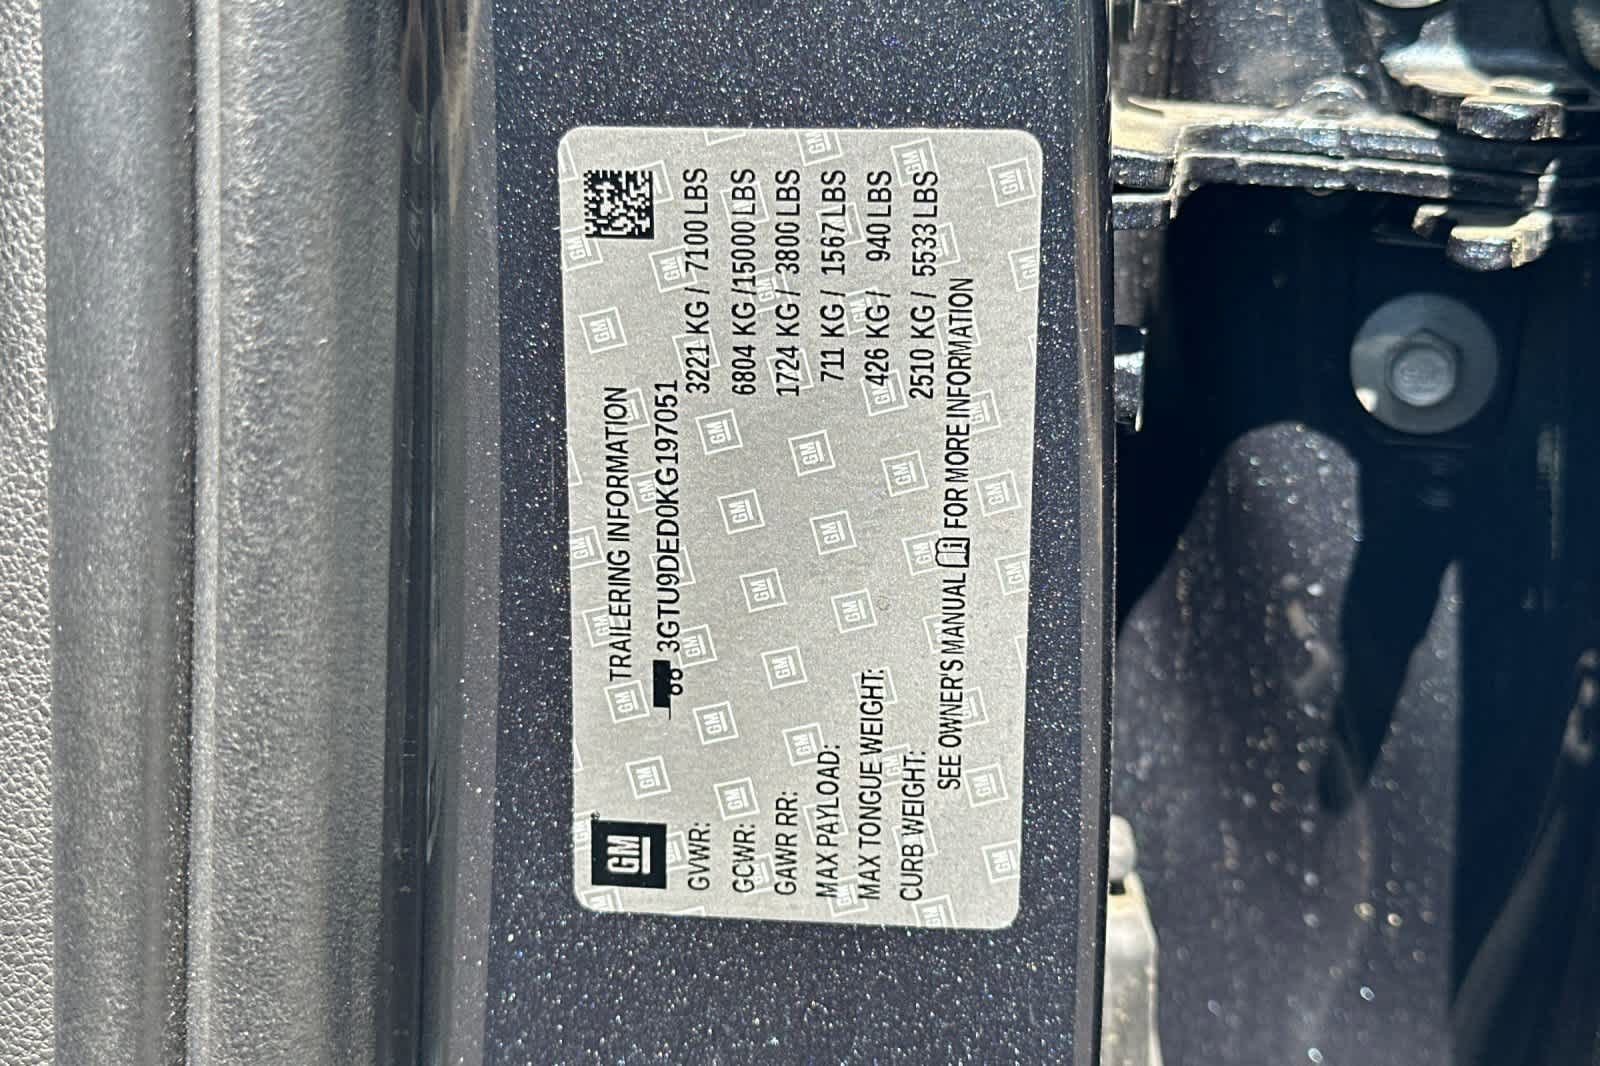 GM
TRAILERING INFORMATION
3GTU9DED0KG197051
GVWR: 3221 KG / 7100 LBS
GCWR: 6804 KG /15000 LBS
GAWR RR: 1724 KG / 3800 LBS
MAX PAYLOAD: 711 KG / 1567 LBS
MAX TONGUE WEIGHT: 426 KG / 940 LBS
CURB WEIGHT: 2510 KG / 5533 LBS
SEE OWNER'S MANUAL FOR MORE INFORMATION